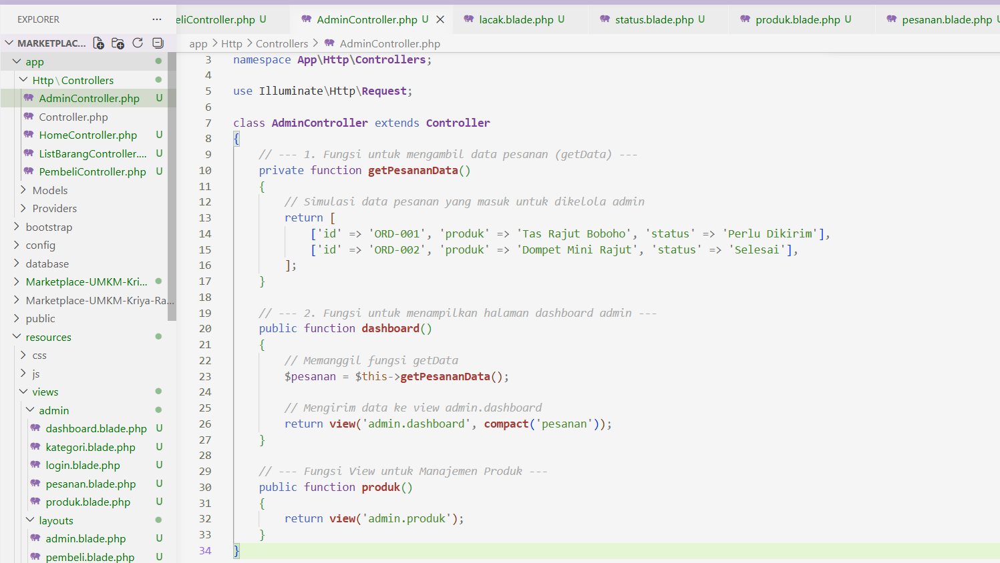 EXPLORER ···
eliController.php U
AdminController.php U
lacak.blade.php U
status.blade.php U
produk.blade.php U
pesanan.blade.php U
MARKETPLAC...
app > Http > Controllers > AdminController.php
app
Http\Controllers
AdminController.php U
Controller.php
HomeController.php U
ListBarangController.... U
PembeliController.php U
Models
Providers
bootstrap
config
database
Marketplace-UMKM-Kri...
Marketplace-UMKM-Kriya-Ra...
public
resources
css
js
views
admin
dashboard.blade.php U
kategori.blade.php U
login.blade.php U
pesanan.blade.php U
produk.blade.php U
layouts
admin.blade.php U
pembeli.blade.php U
3 namespace App\Http\Controllers;
4
5 use Illuminate\Http\Request;
6
7 class AdminController extends Controller
8 {
9 // --- 1. Fungsi untuk mengambil data pesanan (getData) ---
10 private function getPesananData()
11 {
12 // Simulasi data pesanan yang masuk untuk dikelola admin
13 return [
14 ['id' => 'ORD-001', 'produk' => 'Tas Rajut Boboho', 'status' => 'Perlu Dikirim'],
15 ['id' => 'ORD-002', 'produk' => 'Dompet Mini Rajut', 'status' => 'Selesai'],
16 ];
17 }
18
19 // --- 2. Fungsi untuk menampilkan halaman dashboard admin ---
20 public function dashboard()
21 {
22 // Memanggil fungsi getData
23 $pesanan = $this->getPesananData();
24
25 // Mengirim data ke view admin.dashboard
26 return view('admin.dashboard', compact('pesanan'));
27 }
28
29 // --- Fungsi View untuk Manajemen Produk ---
30 public function produk()
31 {
32 return view('admin.produk');
33 }
34 }